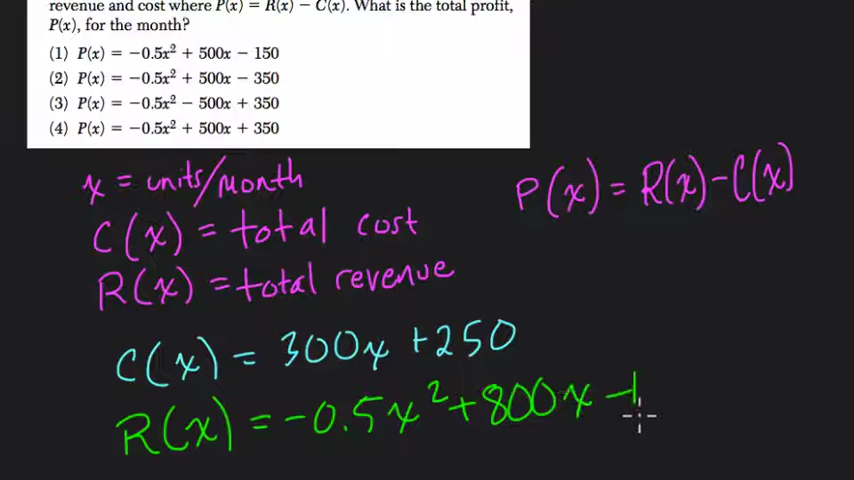 revenue and cost where P(x) = R(x) − C(x). What is the total profit,
P(x), for the month?
(1) P(x) = −0.5x² + 500x − 150
(2) P(x) = −0.5x² + 500x − 350
(3) P(x) = −0.5x² − 500x + 350
(4) P(x) = −0.5x² + 500x + 350
x = units/month
P(x) = R(x) − C(x)
C(x) = total cost
R(x) = total revenue
C(x) = 300x + 250
R(x) = −0.5x² + 800x −